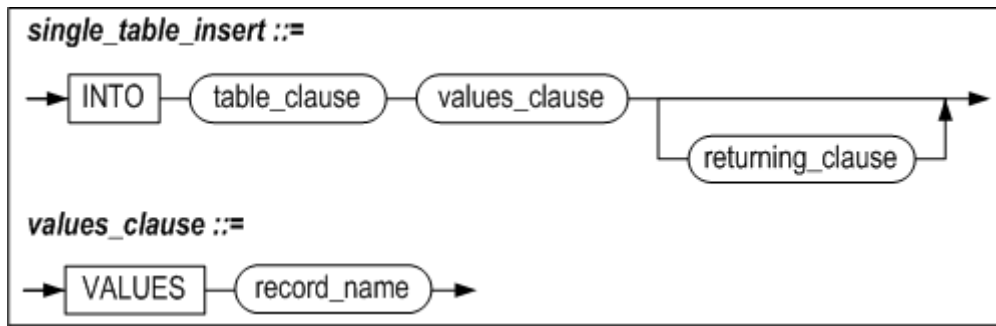 single_table_insert ::=
INTO table_clause values_clause
returning_clause
values_clause ::=
VALUES record_name